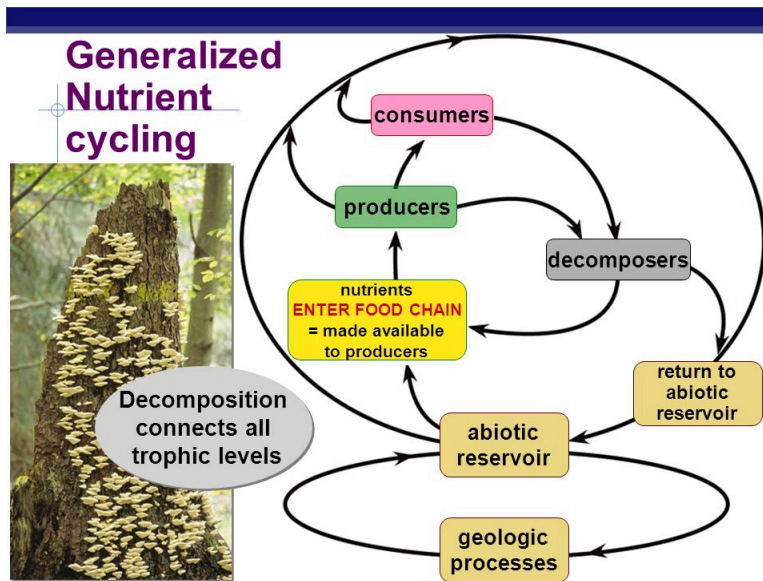 Generalized
Nutrient
cycling
consumers
producers
decomposers
nutrients
ENTER FOOD CHAIN
= made available
to producers
return to
abiotic
reservoir
Decomposition
connects all
trophic levels
abiotic
reservoir
geologic
processes